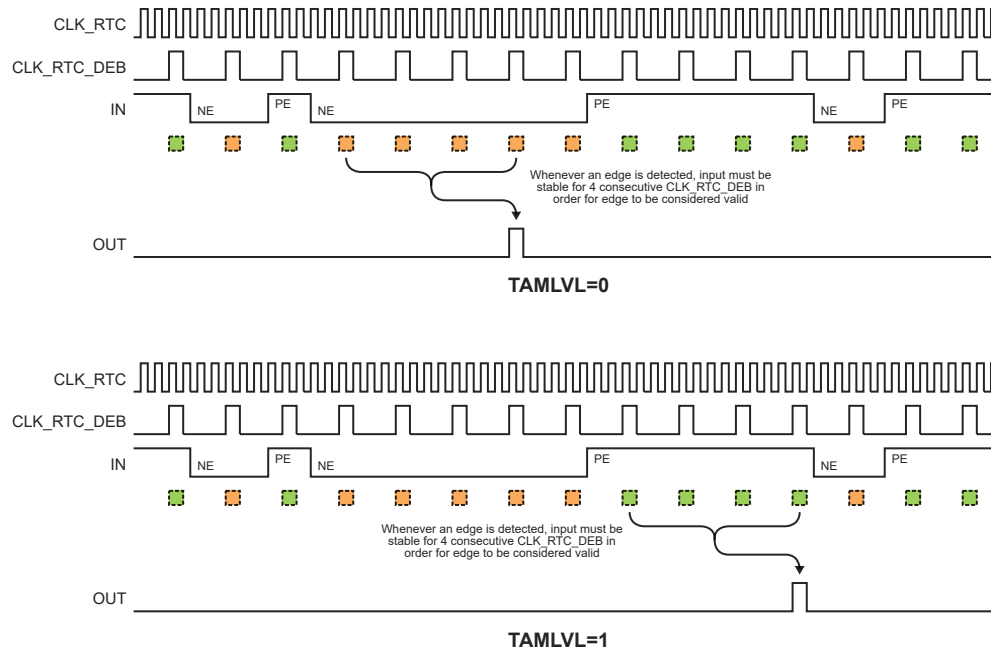 CLK_RTC
CLK_RTC_DEB
IN
NE
PE
NE
PE
NE
PE
Whenever an edge is detected, input must be
stable for 4 consecutive CLK_RTC_DEB in
order for edge to be considered valid
OUT
TAMLVL=0
CLK_RTC
CLK_RTC_DEB
IN
NE
PE
NE
PE
NE
PE
Whenever an edge is detected, input must be
stable for 4 consecutive CLK_RTC_DEB in
order for edge to be considered valid
OUT
TAMLVL=1